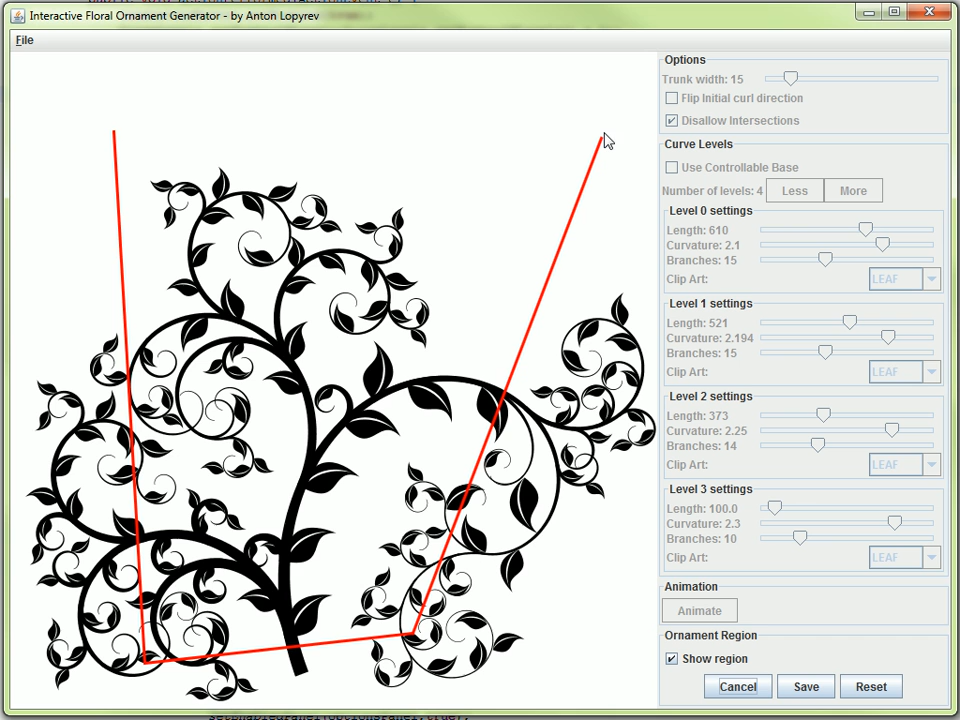 Interactive Floral Ornament Generator - by Anton Lopyrev
File
Options
Trunk width: 15
Flip Initial curl direction
Disallow Intersections
Curve Levels
Use Controllable Base
Number of levels: 4 Less More
Level 0 settings
Length: 610
Curvature: 2.1
Branches: 15
Clip Art: LEAF
Level 1 settings
Length: 521
Curvature: 2.194
Branches: 15
Clip Art: LEAF
Level 2 settings
Length: 373
Curvature: 2.25
Branches: 14
Clip Art: LEAF
Level 3 settings
Length: 100.0
Curvature: 2.3
Branches: 10
Clip Art: LEAF
Animation
Animate
Ornament Region
Show region
Cancel Save Reset